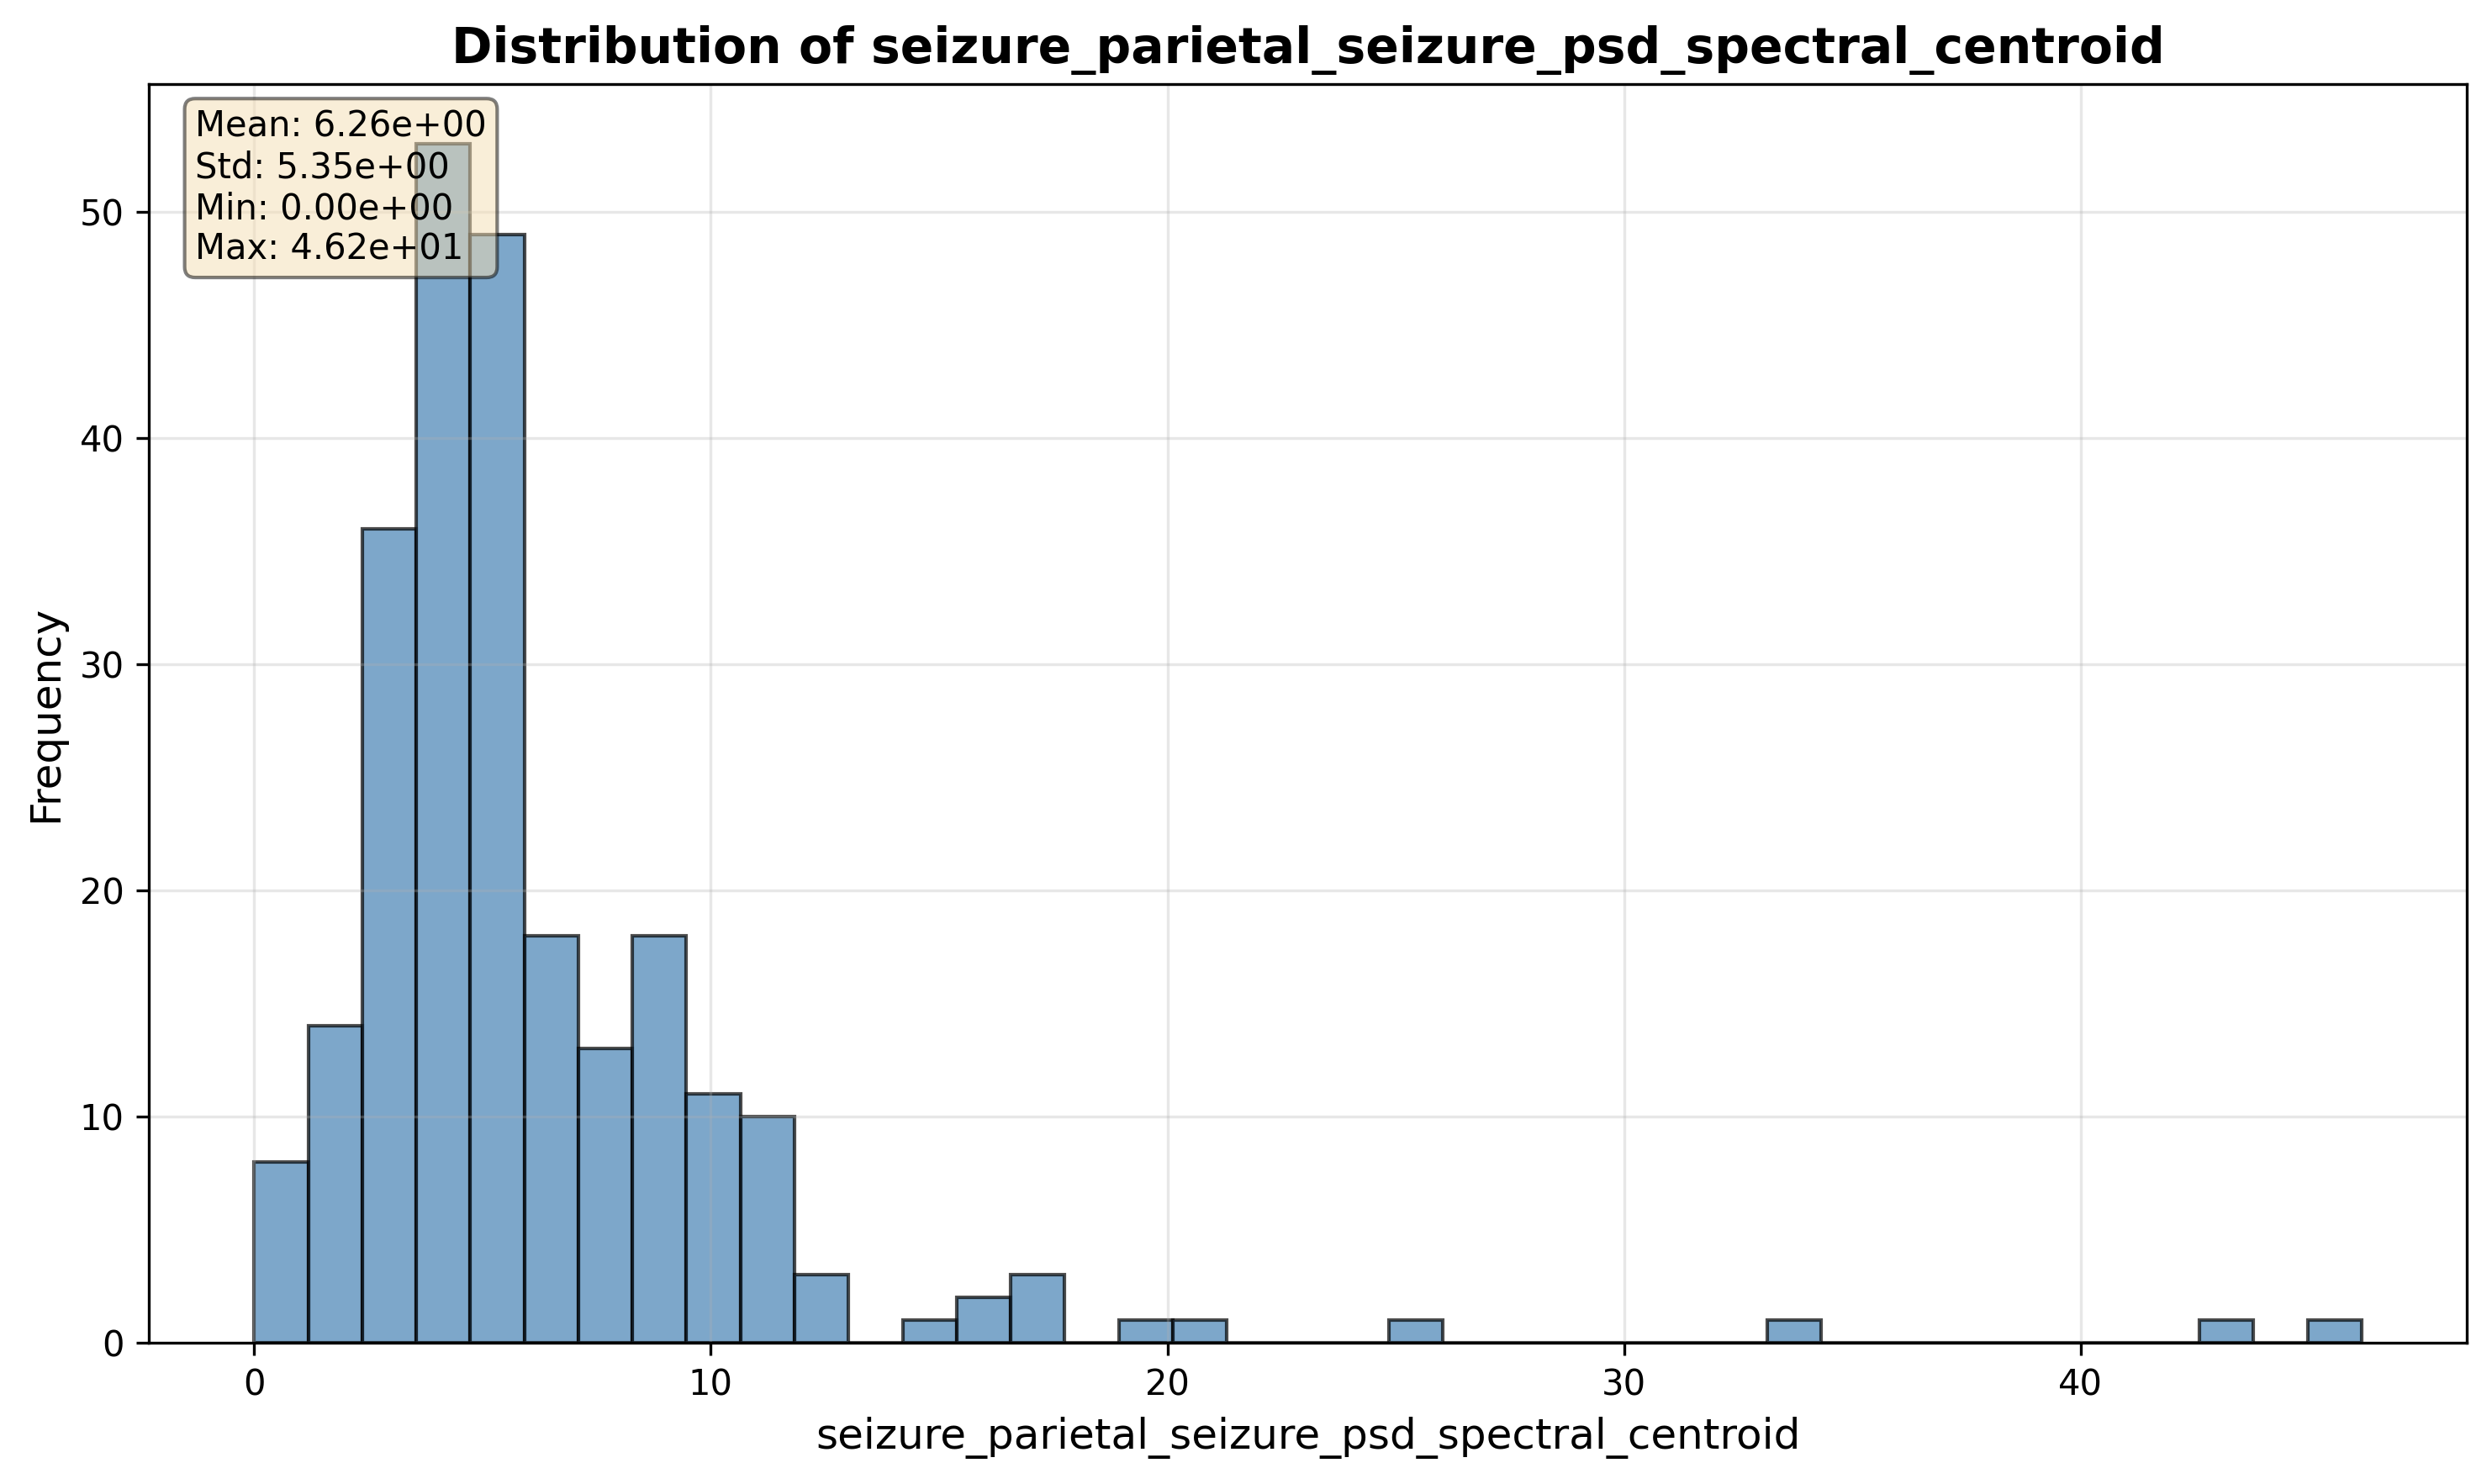 Distribution of seizure_parietal_seizure_psd_spectral_centroid
Mean: 6.26e+00
Std: 5.35e+00
Min: 0.00e+00
Max: 4.62e+01
Frequency
50
40
30
20
10
0
0 10 20 30 40
seizure_parietal_seizure_psd_spectral_centroid